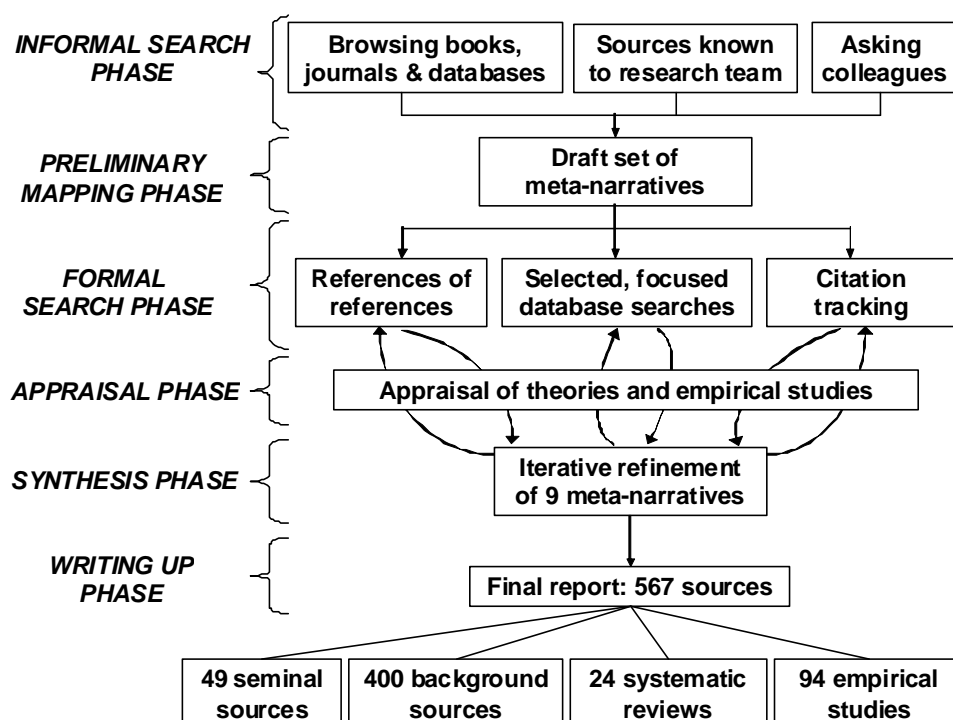 INFORMAL SEARCH
PHASE
Browsing books,
journals & databases
Sources known
to research team
Asking
colleagues
PRELIMINARY
MAPPING PHASE
Draft set of
meta-narratives
FORMAL
SEARCH PHASE
References of
references
Selected, focused
database searches
Citation
tracking
APPRAISAL PHASE
Appraisal of theories and empirical studies
SYNTHESIS PHASE
Iterative refinement
of 9 meta-narratives
WRITING UP
PHASE
Final report: 567 sources
49 seminal
sources
400 background
sources
24 systematic
reviews
94 empirical
studies